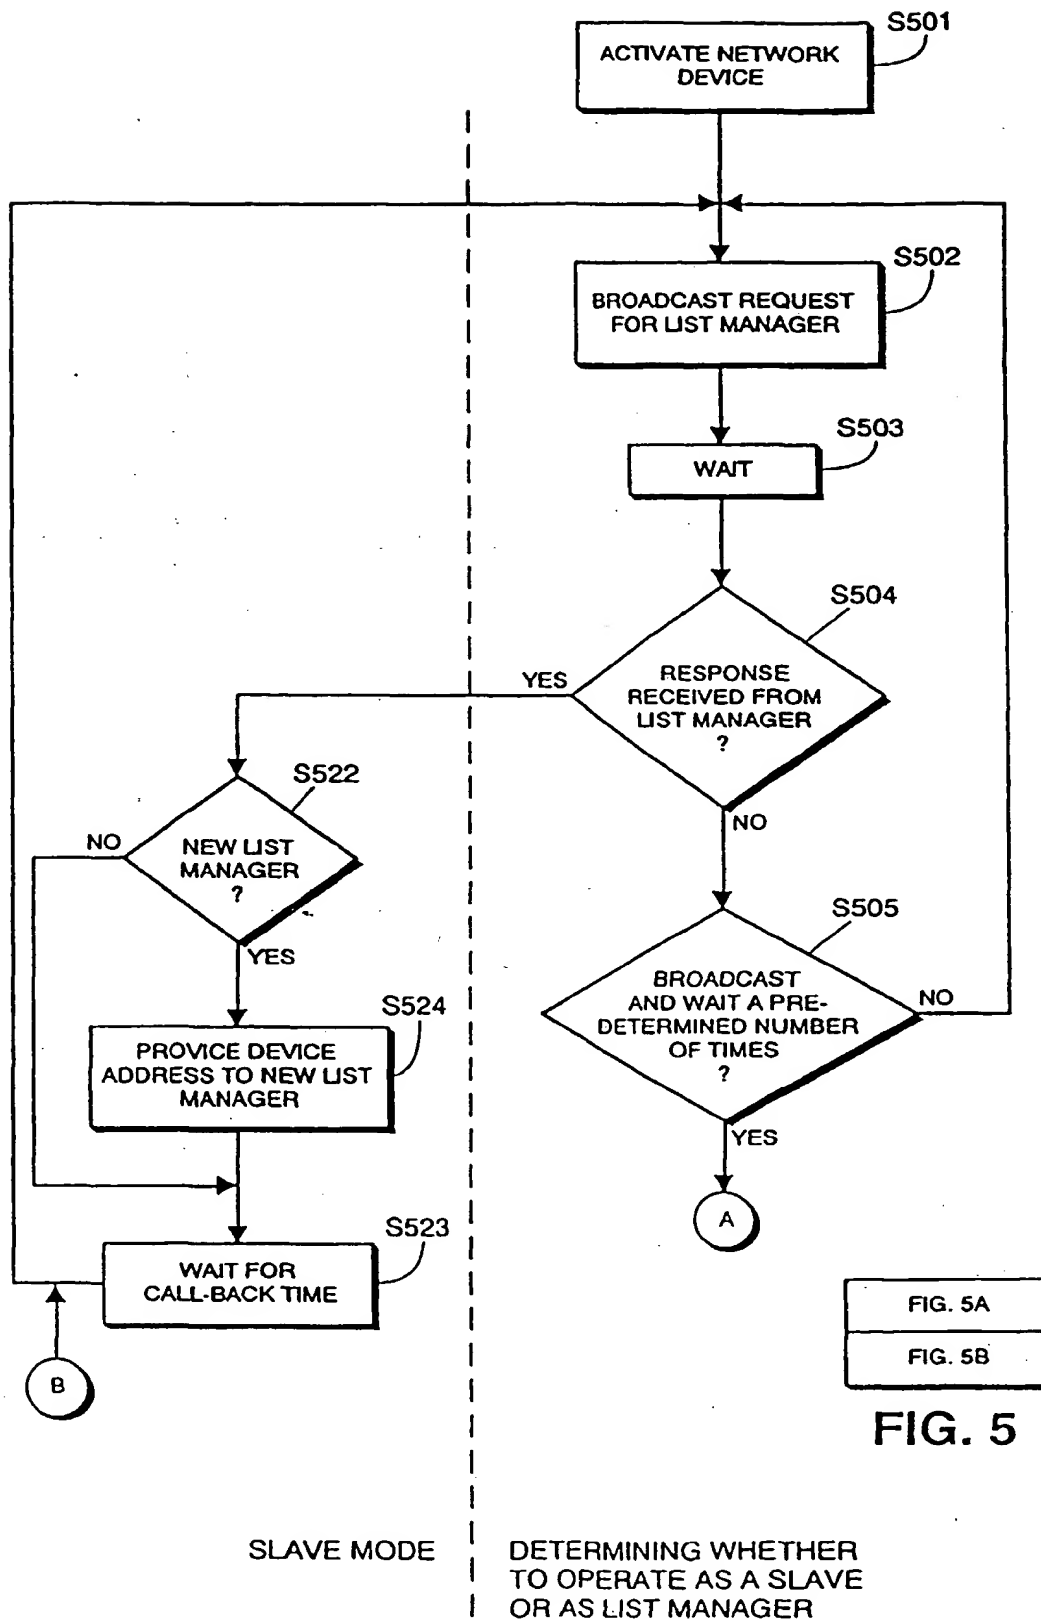 S501
ACTIVATE NETWORK
DEVICE
S502
BROADCAST REQUEST
FOR LIST MANAGER
S503
WAIT
S504
RESPONSE
RECEIVED FROM
LIST MANAGER
?
YES
NO
S522
NEW LIST
MANAGER
?
NO
YES
S505
BROADCAST
AND WAIT A PRE-
DETERMINED NUMBER
OF TIMES
?
NO
YES
S524
PROVICE DEVICE
ADDRESS TO NEW LIST
MANAGER
A
S523
WAIT FOR
CALL-BACK TIME
B
FIG. 5A
FIG. 5B
FIG. 5
SLAVE MODE
DETERMINING WHETHER
TO OPERATE AS A SLAVE
OR AS LIST MANAGER